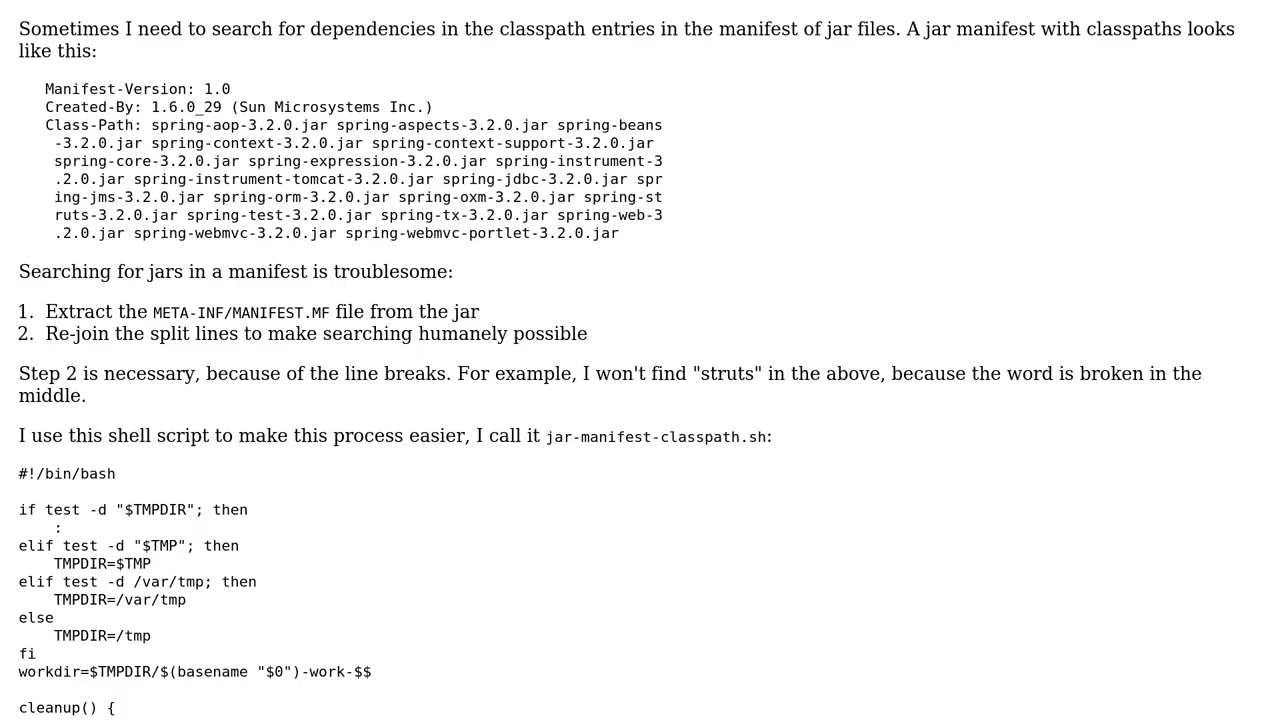 Sometimes I need to search for dependencies in the classpath entries in the manifest of jar files. A jar manifest with classpaths looks
like this:
Manifest-Version: 1.0
Created-By: 1.6.0_29 (Sun Microsystems Inc.)
Class-Path: spring-aop-3.2.0.jar spring-aspects-3.2.0.jar spring-beans
 -3.2.0.jar spring-context-3.2.0.jar spring-context-support-3.2.0.jar
 spring-core-3.2.0.jar spring-expression-3.2.0.jar spring-instrument-3
 .2.0.jar spring-instrument-tomcat-3.2.0.jar spring-jdbc-3.2.0.jar spr
 ing-jms-3.2.0.jar spring-orm-3.2.0.jar spring-oxm-3.2.0.jar spring-st
 ruts-3.2.0.jar spring-test-3.2.0.jar spring-tx-3.2.0.jar spring-web-3
 .2.0.jar spring-webmvc-3.2.0.jar spring-webmvc-portlet-3.2.0.jar
Searching for jars in a manifest is troublesome:
1. Extract the META-INF/MANIFEST.MF file from the jar
2. Re-join the split lines to make searching humanely possible
Step 2 is necessary, because of the line breaks. For example, I won't find "struts" in the above, because the word is broken in the
middle.
I use this shell script to make this process easier, I call it jar-manifest-classpath.sh:
#!/bin/bash
if test -d "$TMPDIR"; then
    :
elif test -d "$TMP"; then
    TMPDIR=$TMP
elif test -d /var/tmp; then
    TMPDIR=/var/tmp
else
    TMPDIR=/tmp
fi
workdir=$TMPDIR/$(basename "$0")-work-$$
cleanup() {